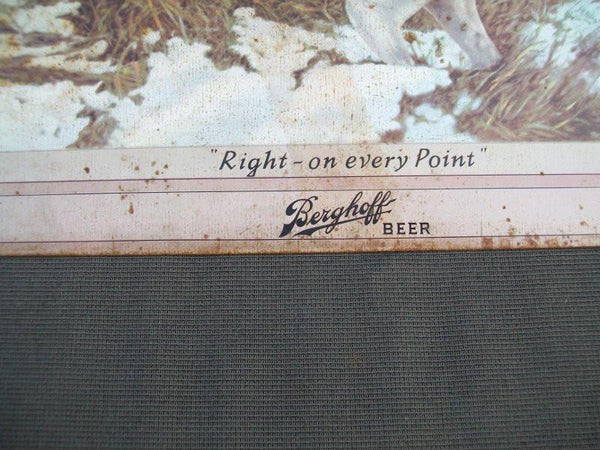 "Right-on every Point"
Berghoff
BEER